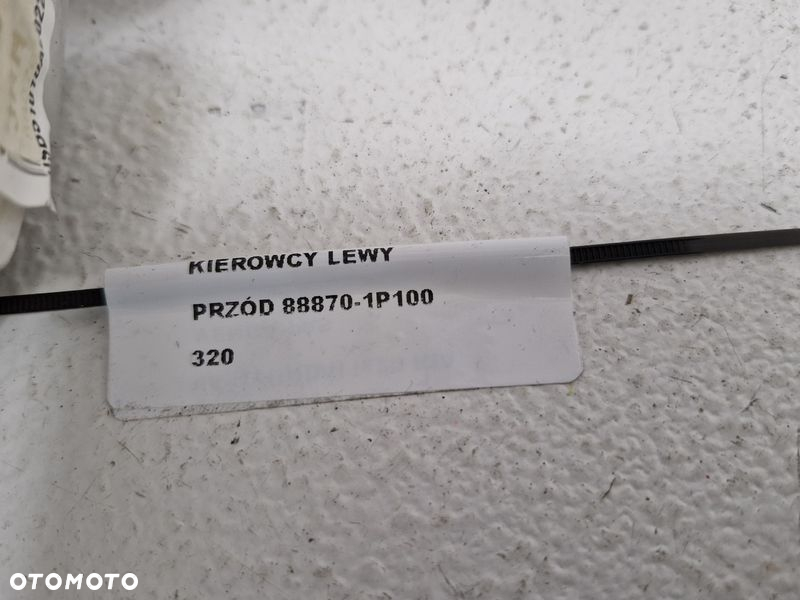 KIEROWCY LEWY
PRZÓD 88870-1P100
320
OTOMOTO